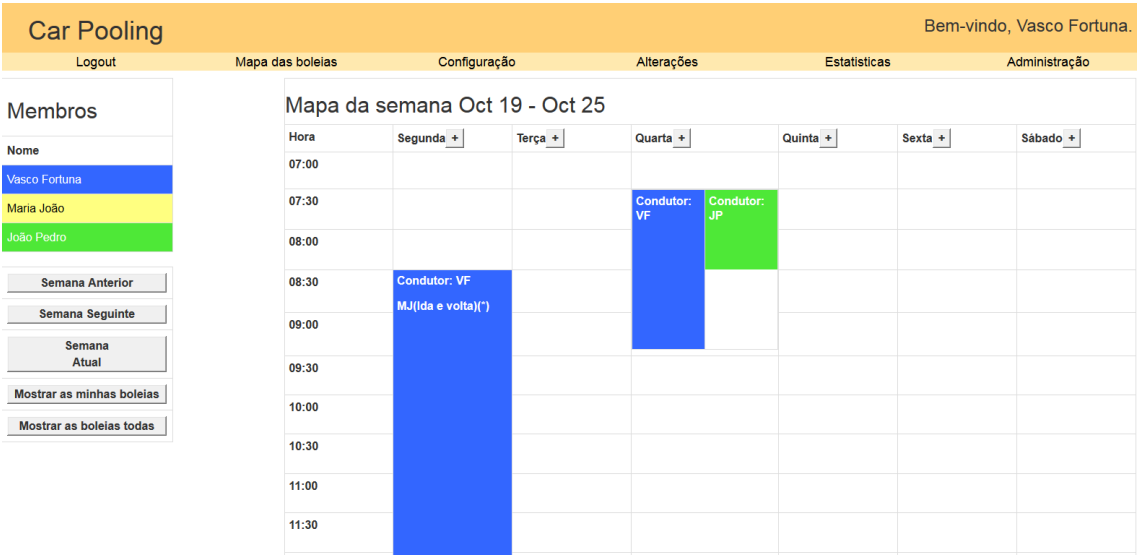 Car Pooling
Bem-vindo, Vasco Fortuna.
Logout Mapa das boleias Configuração Alterações Estatisticas Administração
Membros
Nome
Vasco Fortuna
Maria João
João Pedro
Semana Anterior
Semana Seguinte
Semana
Atual
Mostrar as minhas boleias
Mostrar as boleias todas
Mapa da semana Oct 19 - Oct 25
Hora Segunda + Terça + Quarta + Quinta + Sexta + Sábado +
07:00
07:30
Condutor:
VF
Condutor:
JP
08:00
08:30
Condutor: VF
MJ(Ida e volta)(*)
09:00
09:30
10:00
10:30
11:00
11:30